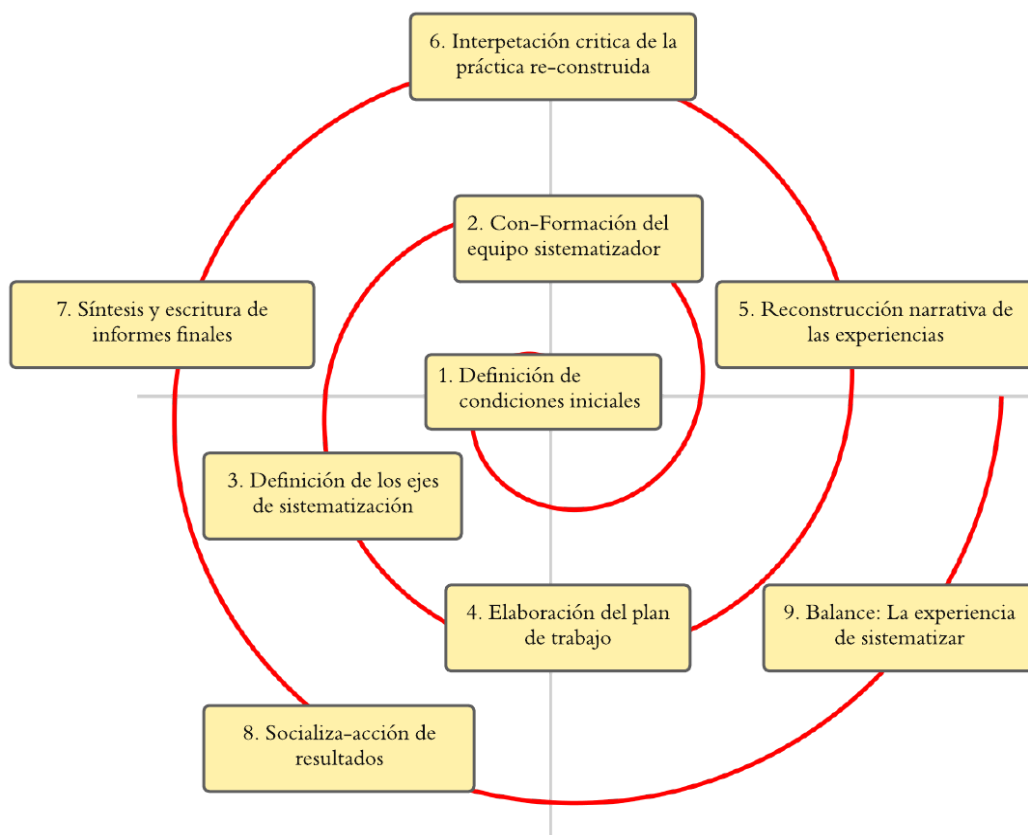 6. Interpetación critica de la
práctica re-construida
2. Con-Formación del
equipo sistematizador
7. Síntesis y escritura de
informes finales
5. Reconstrucción narrativa de
las experiencias
1. Definición de
condiciones iniciales
3. Definición de los ejes
de sistematización
4. Elaboración del plan
de trabajo
9. Balance: La experiencia
de sistematizar
8. Socializa-acción de
resultados